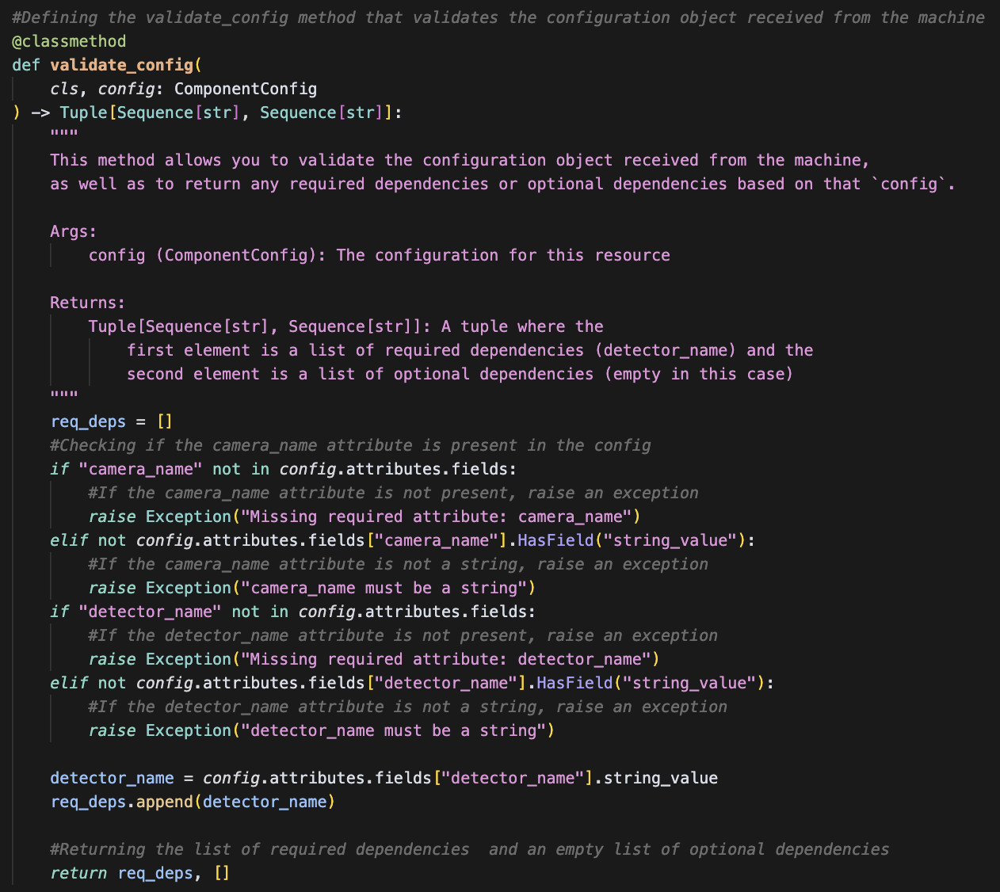 #Defining the validate_config method that validates the configuration object received from the machine
@classmethod
def validate_config(
    cls, config: ComponentConfig
) -> Tuple[Sequence[str], Sequence[str]]:
    """
    This method allows you to validate the configuration object received from the machine,
    as well as to return any required dependencies or optional dependencies based on that `config`.

    Args:
        config (ComponentConfig): The configuration for this resource

    Returns:
        Tuple[Sequence[str], Sequence[str]]: A tuple where the
            first element is a list of required dependencies (detector_name) and the
            second element is a list of optional dependencies (empty in this case)
    """
    req_deps = []
    #Checking if the camera_name attribute is present in the config
    if "camera_name" not in config.attributes.fields:
        #If the camera_name attribute is not present, raise an exception
        raise Exception("Missing required attribute: camera_name")
    elif not config.attributes.fields["camera_name"].HasField("string_value"):
        #If the camera_name attribute is not a string, raise an exception
        raise Exception("camera_name must be a string")
    if "detector_name" not in config.attributes.fields:
        #If the detector_name attribute is not present, raise an exception
        raise Exception("Missing required attribute: detector_name")
    elif not config.attributes.fields["detector_name"].HasField("string_value"):
        #If the detector_name attribute is not a string, raise an exception
        raise Exception("detector_name must be a string")

    detector_name = config.attributes.fields["detector_name"].string_value
    req_deps.append(detector_name)

    #Returning the list of required dependencies  and an empty list of optional dependencies
    return req_deps, []